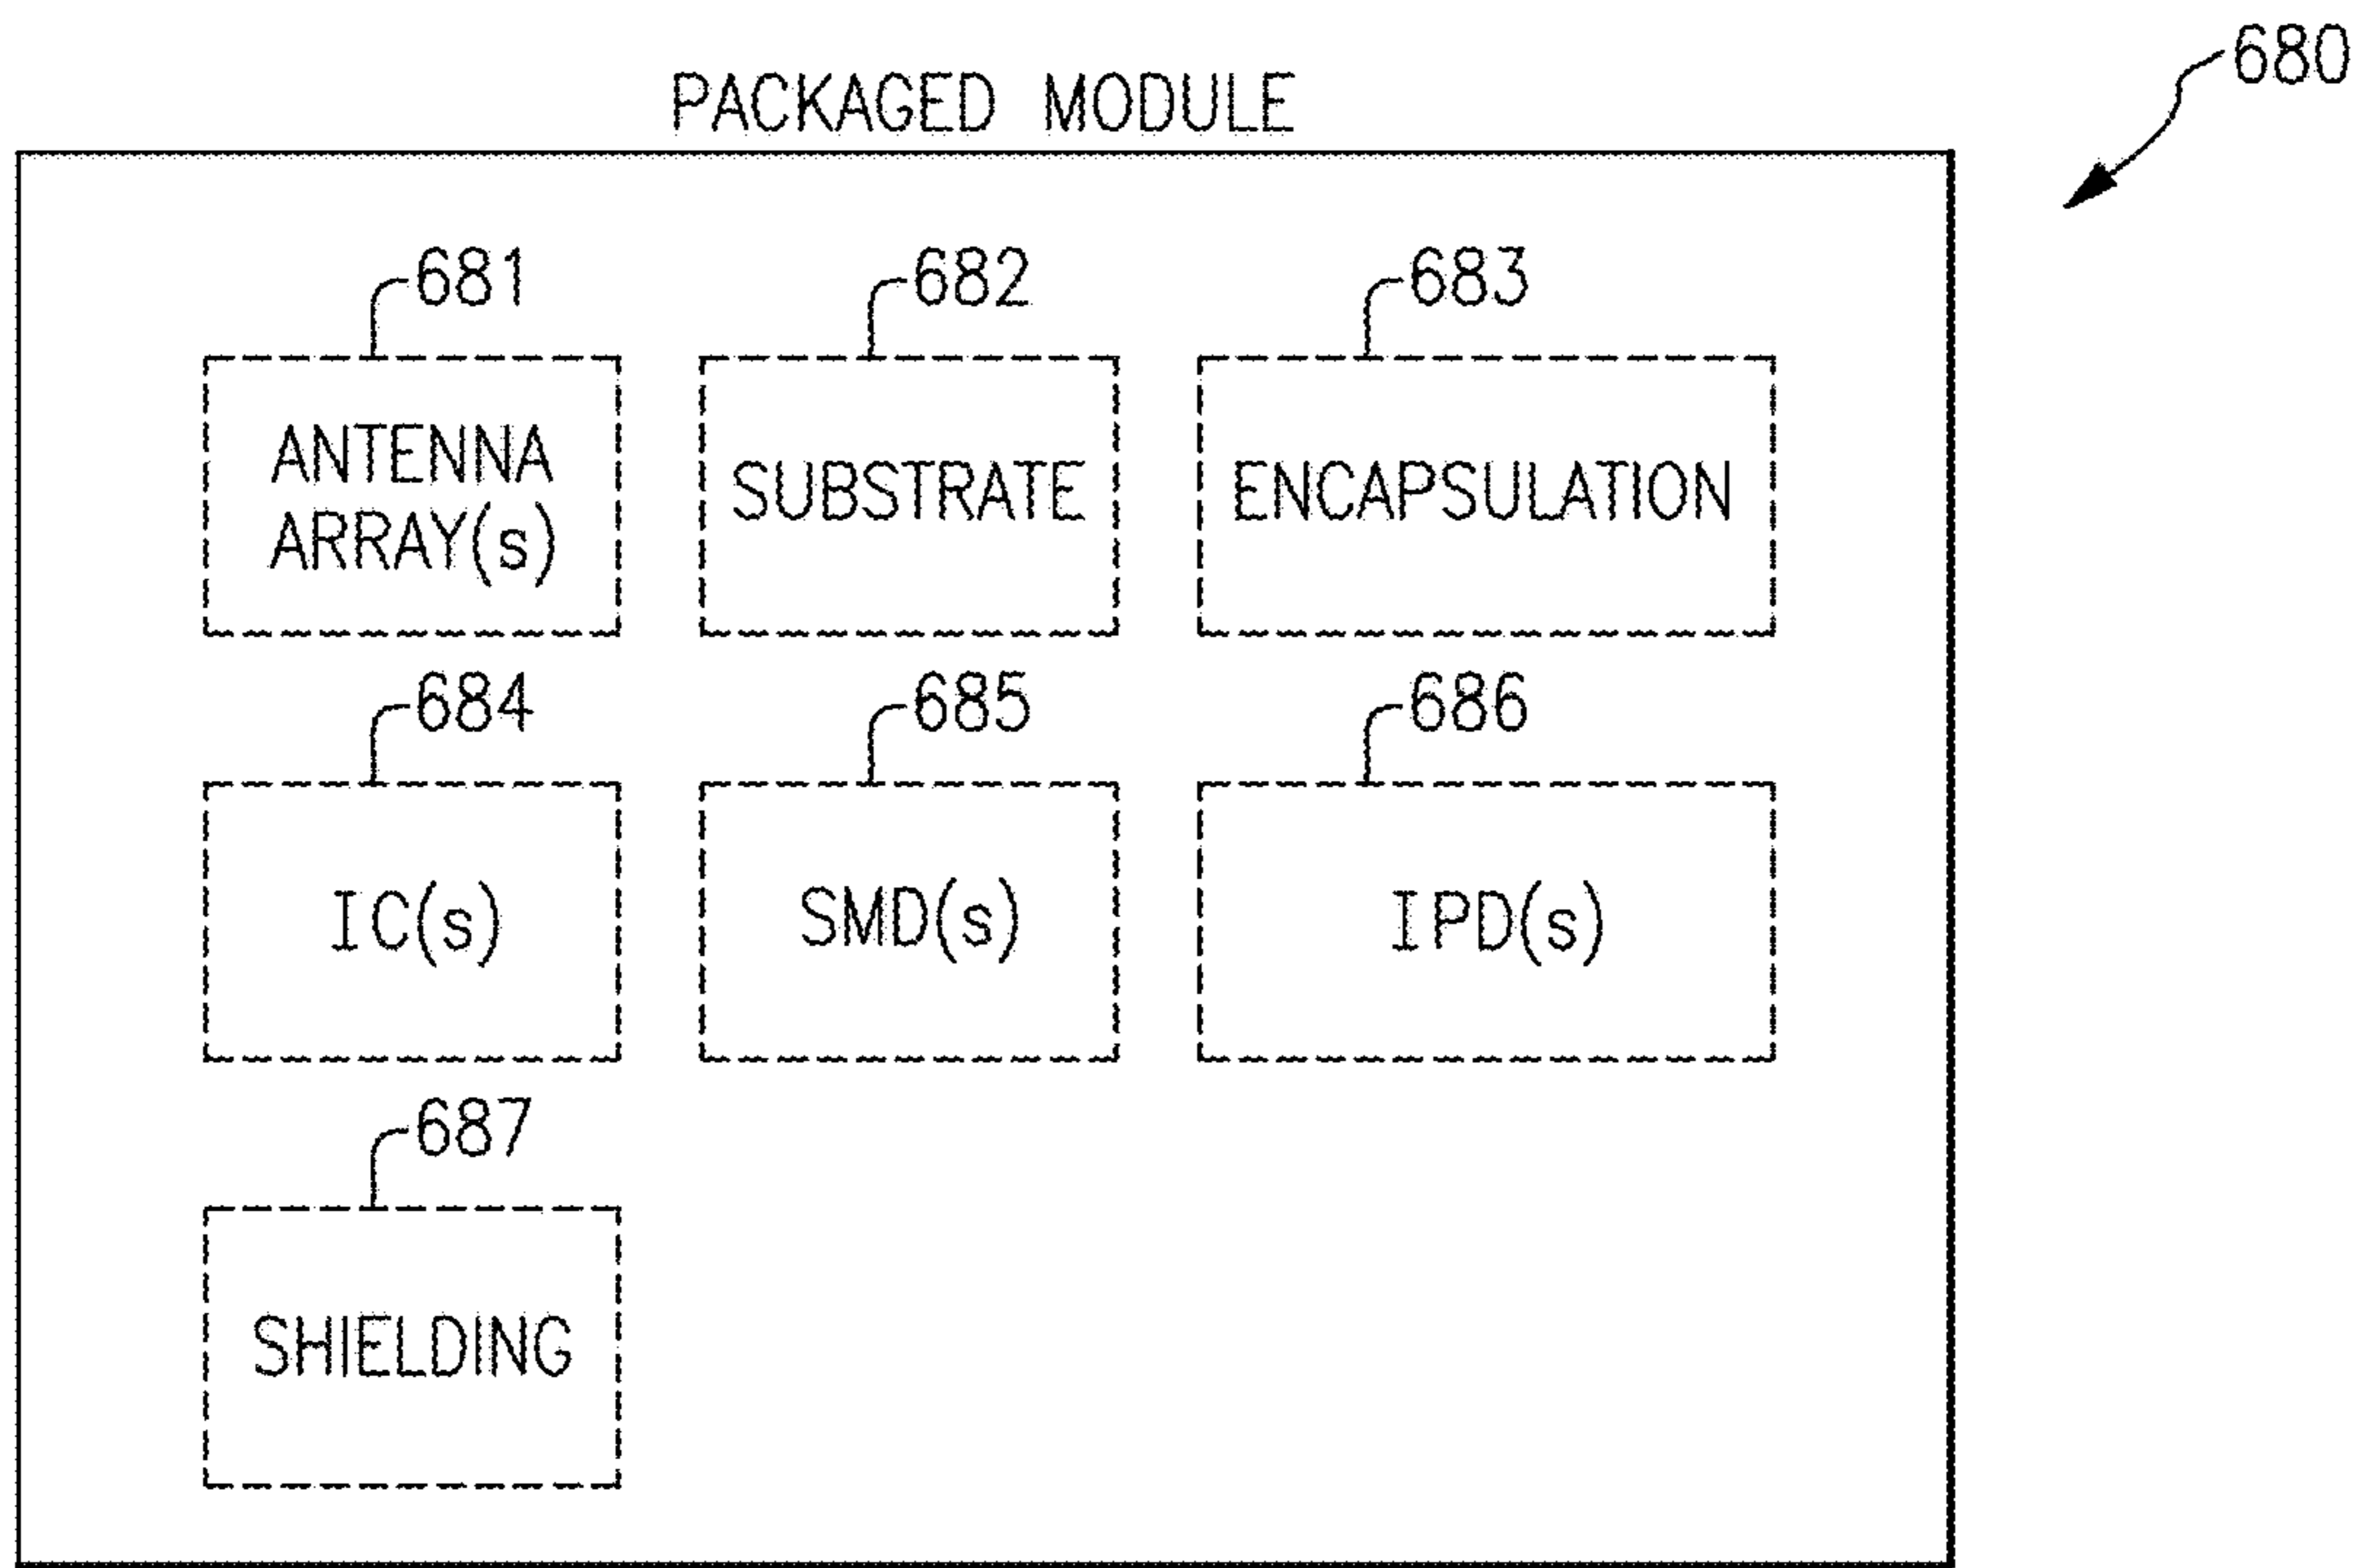 680
PACKAGED MODULE
681
682
683
ANTENNA
ARRAY(s)
SUBSTRATE
ENCAPSULATION
684
685
686
IC(s)
SMD(s)
IPD(s)
687
SHIELDING